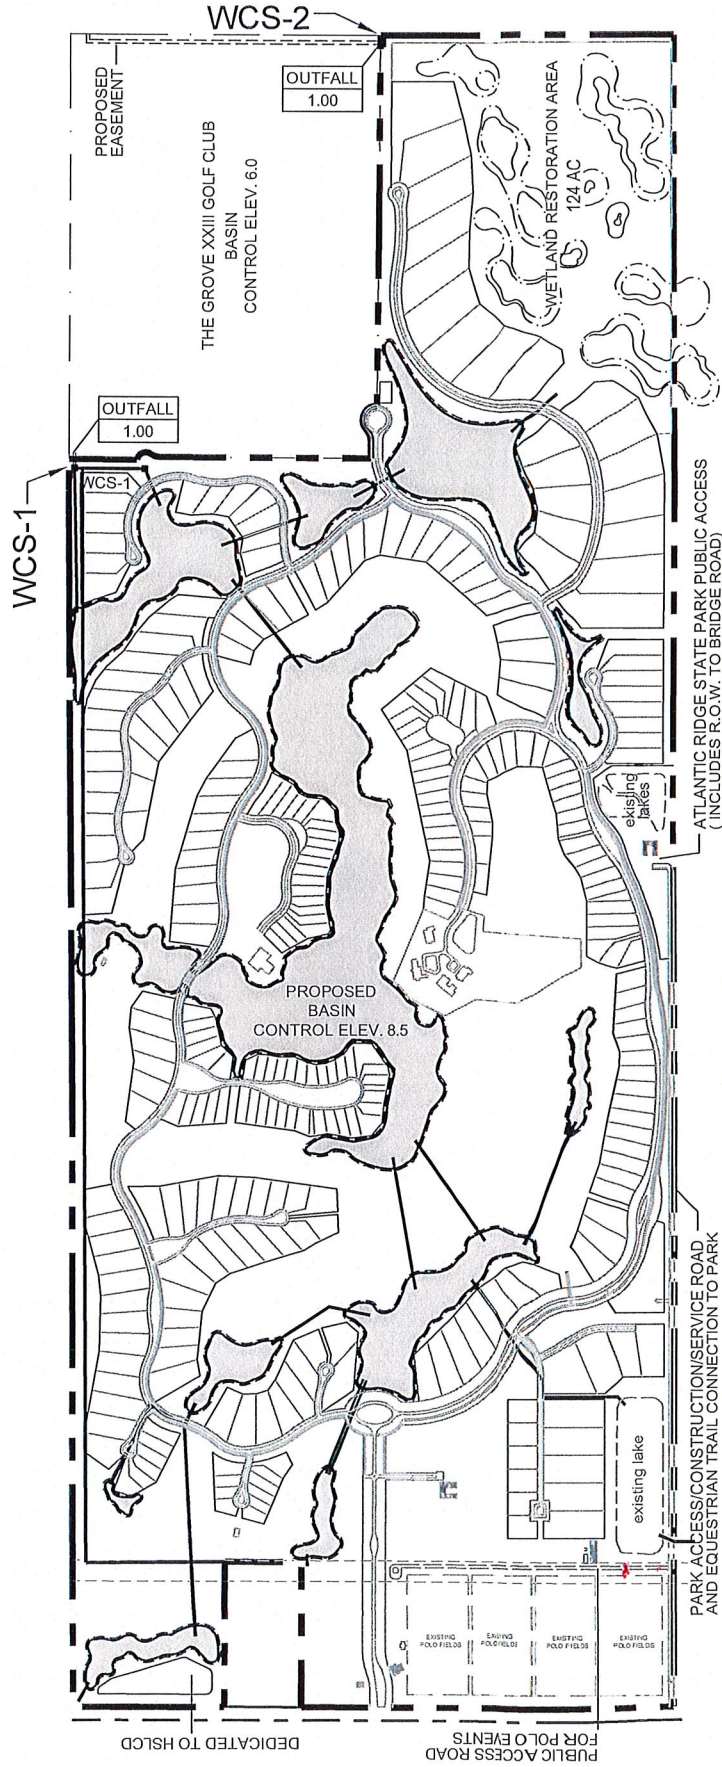 WCS-2
PROPOSED
EASEMENT
OUTFALL
1.00
THE GROVE XXIII GOLF CLUB
BASIN
CONTROL ELEV. 6.0
WETLAND RESTORATION AREA
124 AC
OUTFALL
1.00
WCS-1
WCS-1
ATLANTIC RIDGE STATE PARK PUBLIC ACCESS
(INCLUDES R.O.W. TO BRIDGE ROAD)
existing
lakes
PROPOSED
BASIN
CONTROL ELEV. 8.5
PARK ACCESS/CONSTRUCTION/SERVICE ROAD
AND EQUESTRIAN TRAIL CONNECTION TO PARK
existing lake
EXISTING
POLO FIELDS
EXISTING
POLO FIELDS
EXISTING
POLO FIELDS
EXISTING
POLO FIELDS
DEDICATED TO HSLCD
PUBLIC ACCESS ROAD
FOR POLO EVENTS